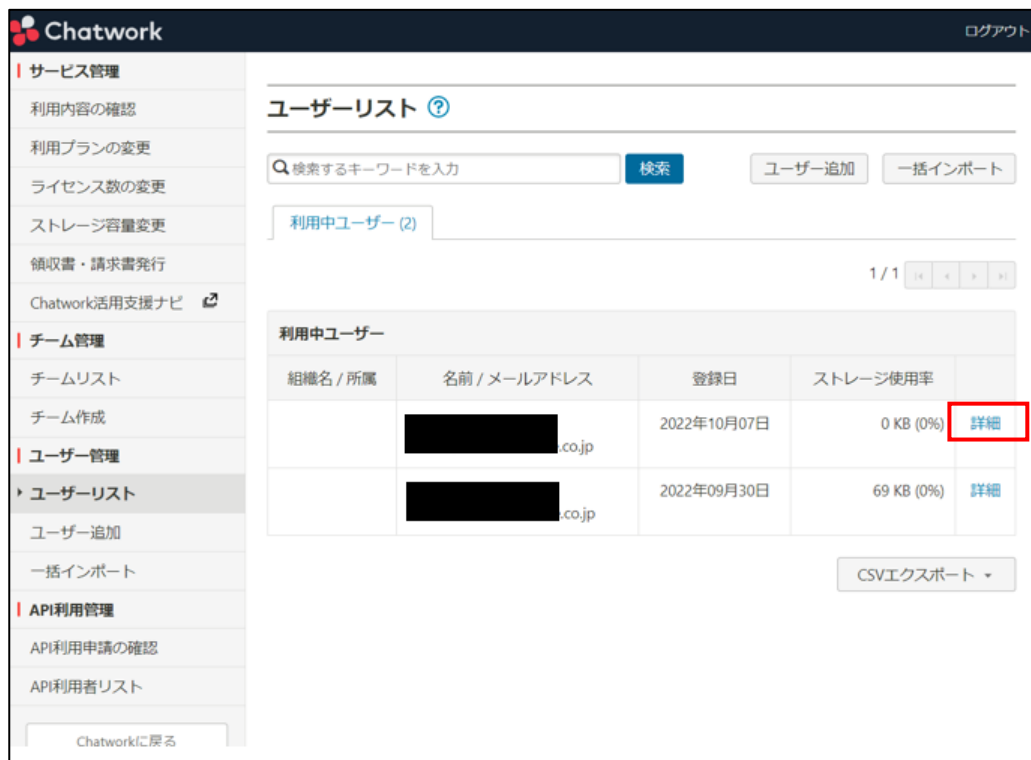 Chatwork
ログアウト
サービス管理
利用内容の確認
利用プランの変更
ライセンス数の変更
ストレージ容量変更
領収書・請求書発行
Chatwork活用支援ナビ
チーム管理
チームリスト
チーム作成
ユーザー管理
ユーザーリスト
ユーザー追加
一括インポート
API利用管理
API利用申請の確認
API利用者リスト
Chatworkに戻る
ユーザーリスト ?
検索するキーワードを入力 検索 ユーザー追加 一括インポート
利用中ユーザー (2)
1 / 1
利用中ユーザー
組織名 / 所属 名前 / メールアドレス 登録日 ストレージ使用率
2022年10月07日 0 KB (0%) 詳細
.co.jp
2022年09月30日 69 KB (0%) 詳細
.co.jp
CSVエクスポート